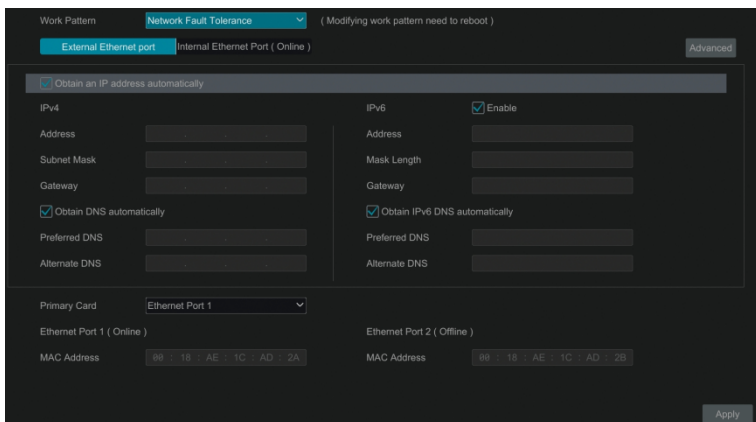 Work Pattern Network Fault Tolerance ( Modifying work pattern need to reboot )
External Ethernet port Internal Ethernet Port ( Online ) Advanced
Obtain an IP address automatically
IPv4 IPv6 Enable
Address . . . Address
Subnet Mask . . . Mask Length
Gateway . . . Gateway
Obtain DNS automatically Obtain IPv6 DNS automatically
Preferred DNS . . . Preferred DNS
Alternate DNS . . . Alternate DNS
Primary Card Ethernet Port 1
Ethernet Port 1 ( Online ) Ethernet Port 2 ( Offline )
MAC Address 00 : 18 : AE : 1C : AD : 2A MAC Address 00 : 18 : AE : 1C : AD : 2B
Apply